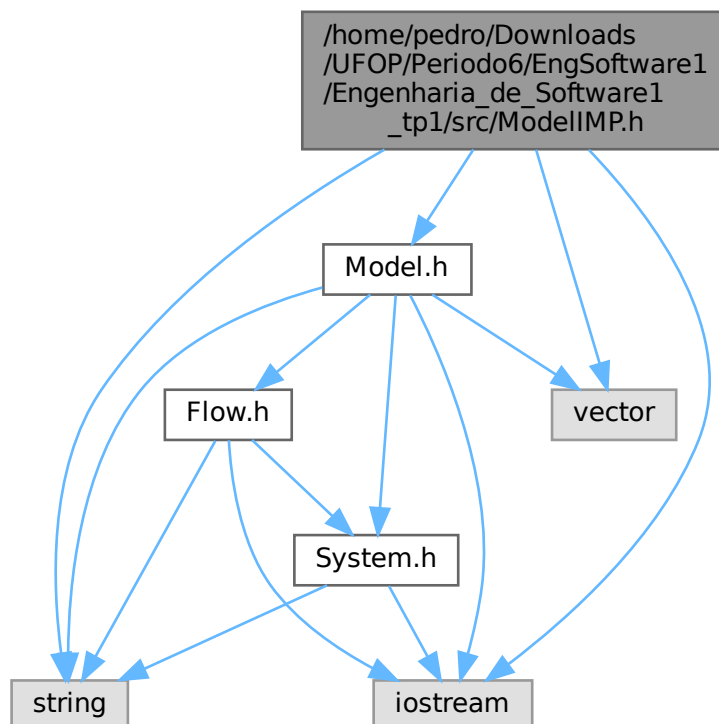 /home/pedro/Downloads
/UFOP/Periodo6/EngSoftware1
/Engenharia_de_Software1
_tp1/src/ModelIMP.h
Model.h
Flow.h
vector
System.h
string
iostream